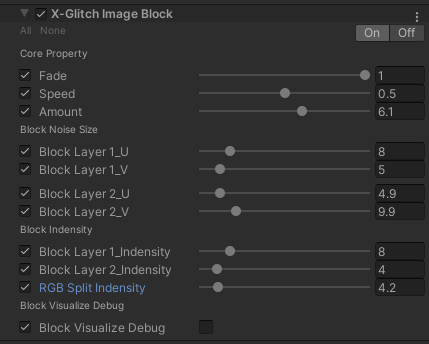 X-Glitch Image Block
All None On Off
Core Property
Fade 1
Speed 0.5
Amount 6.1
Block Noise Size
Block Layer 1_U 8
Block Layer 1_V 5
Block Layer 2_U 4.9
Block Layer 2_V 9.9
Block Indensity
Block Layer 1_Indensity 8
Block Layer 2_Indensity 4
RGB Split Indensity 4.2
Block Visualize Debug
Block Visualize Debug